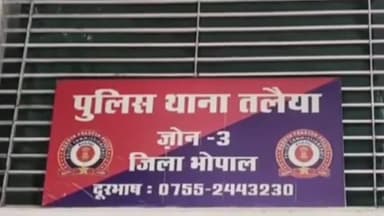 पुलिस थाना तलैया
जोन -3
जिला भोपाल
दूरभाष : 0755-2443230